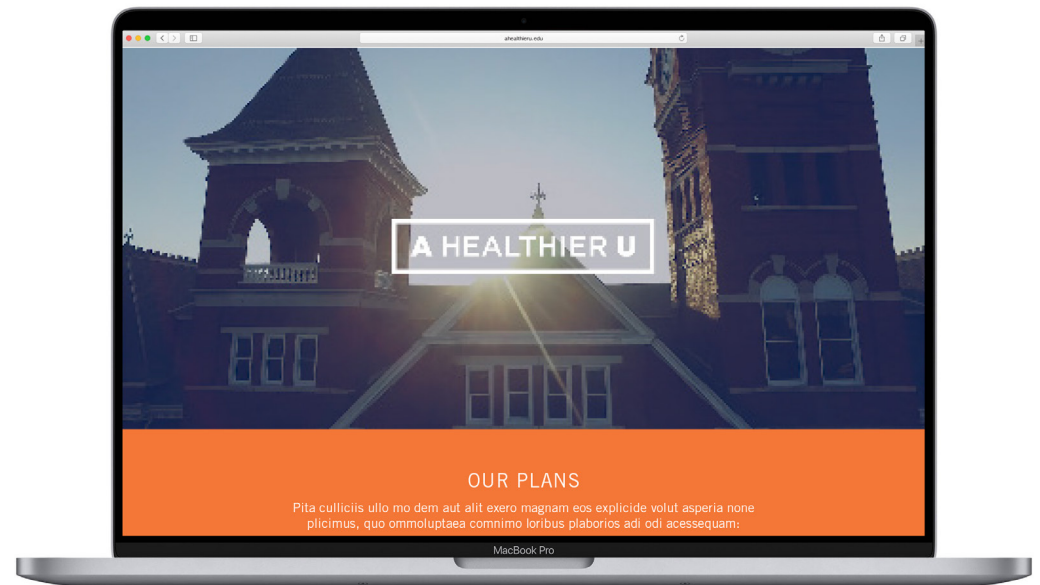 ahealthieru.edu
A HEALTHIER U
OUR PLANS
Pita culliciis ullo mo dem aut alit exero magnam eos explicide volut asperia none
plicimus, quo ommoluptaea comnimo loribus plaborios adi odi acessequam:
MacBook Pro